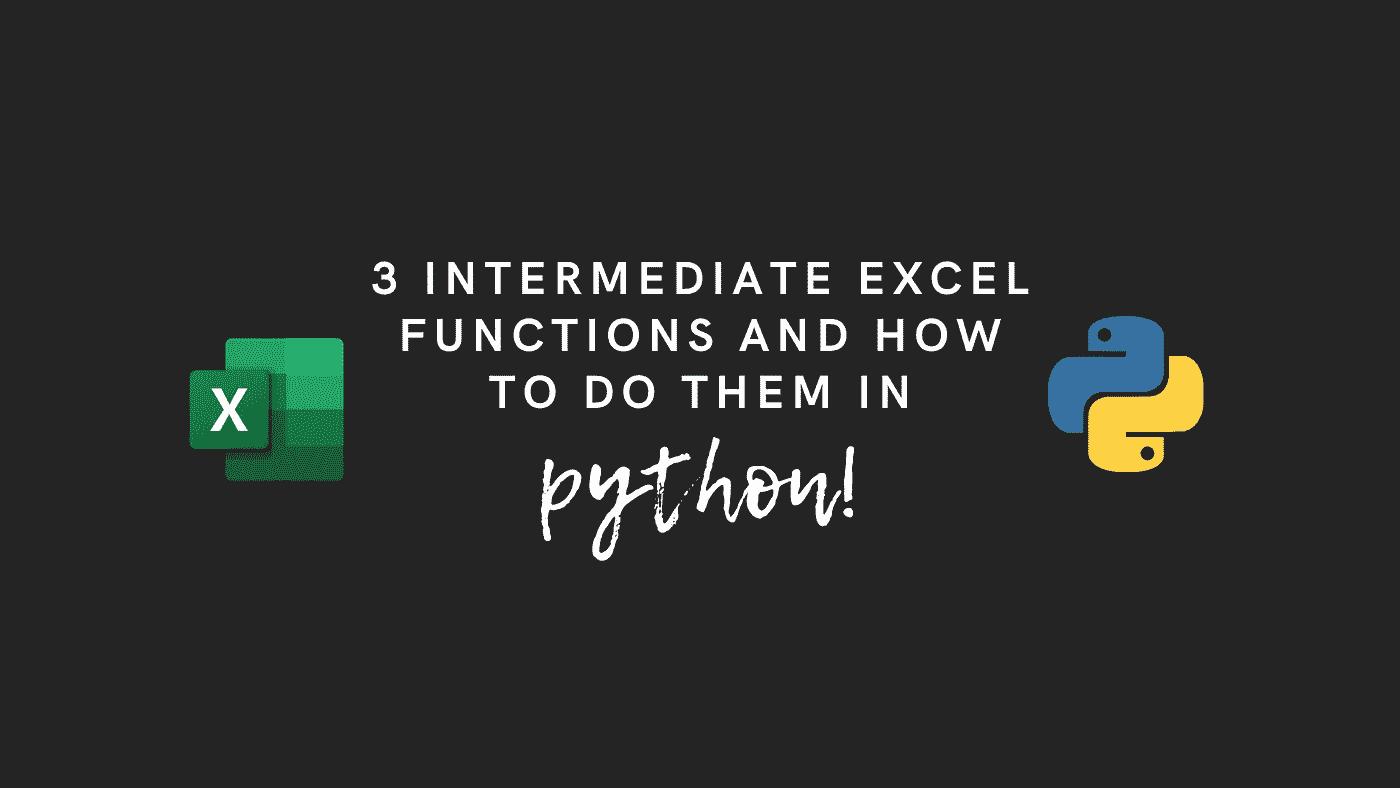 3 INTERMEDIATE EXCEL
FUNCTIONS AND HOW
TO DO THEM IN
python!
X